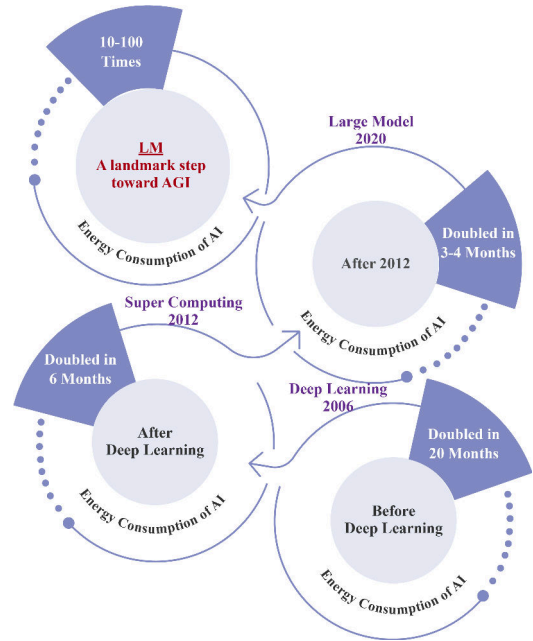 10-100
Times
LM
A landmark step
toward AGI
Energy Consumption of AI
Large Model
2020
Doubled in
3-4 Months
After 2012
Energy Consumption of AI
Super Computing
2012
Doubled in
6 Months
After
Deep Learning
Energy Consumption of AI
Deep Learning
2006
Doubled in
20 Months
Before
Deep Learning
Energy Consumption of AI